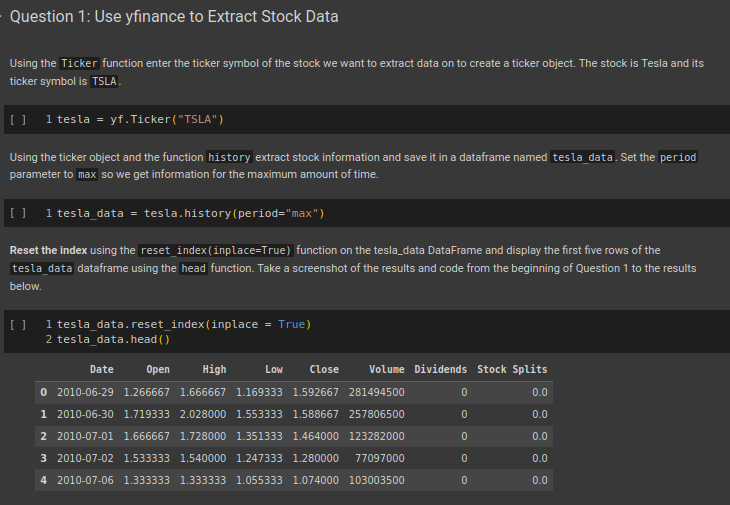 Question 1: Use yfinance to Extract Stock Data
Using the Ticker function enter the ticker symbol of the stock we want to extract data on to create a ticker object. The stock is Tesla and its
ticker symbol is TSLA.
[ ] 1 tesla = yf.Ticker("TSLA")
Using the ticker object and the function history extract stock information and save it in a dataframe named tesla_data. Set the period
parameter to max so we get information for the maximum amount of time.
[ ] 1 tesla_data = tesla.history(period="max")
Reset the index using the reset_index(inplace=True) function on the tesla_data DataFrame and display the first five rows of the
tesla_data dataframe using the head function. Take a screenshot of the results and code from the beginning of Question 1 to the results
below.
[ ] 1 tesla_data.reset_index(inplace = True)
2 tesla_data.head()
Date Open High Low Close Volume Dividends Stock Splits
0 2010-06-29 1.266667 1.666667 1.169333 1.592667 281494500 0 0.0
1 2010-06-30 1.719333 2.028000 1.553333 1.588667 257806500 0 0.0
2 2010-07-01 1.666667 1.728000 1.351333 1.464000 123282000 0 0.0
3 2010-07-02 1.533333 1.540000 1.247333 1.280000 77097000 0 0.0
4 2010-07-06 1.333333 1.333333 1.055333 1.074000 103003500 0 0.0